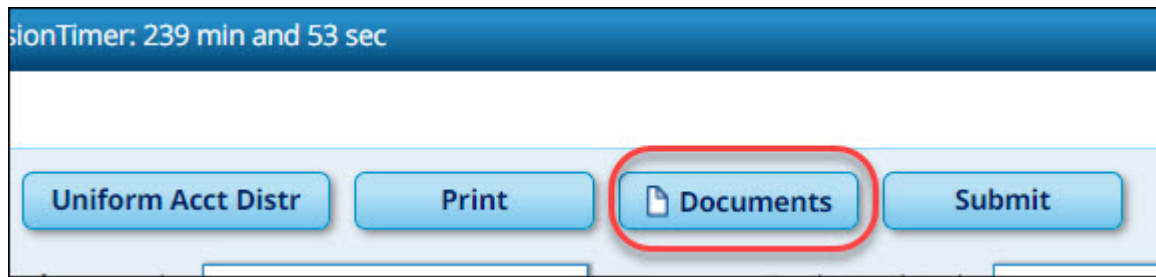 sionTimer: 239 min and 53 sec
Uniform Acct Distr Print Documents Submit